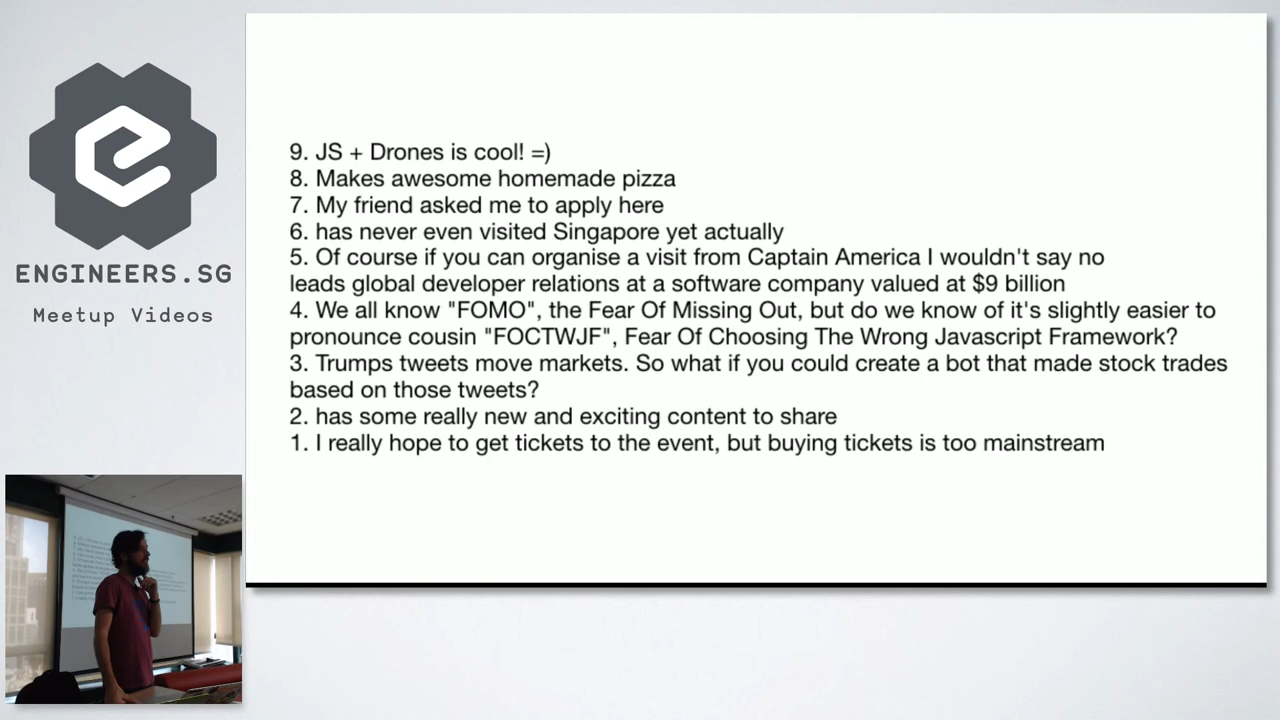 ENGINEERS.SG
Meetup Videos
9. JS + Drones is cool! =)
8. Makes awesome homemade pizza
7. My friend asked me to apply here
6. has never even visited Singapore yet actually
5. Of course if you can organise a visit from Captain America I wouldn't say no
leads global developer relations at a software company valued at $9 billion
4. We all know "FOMO", the Fear Of Missing Out, but do we know of it's slightly easier to
pronounce cousin "FOCTWJF", Fear Of Choosing The Wrong Javascript Framework?
3. Trumps tweets move markets. So what if you could create a bot that made stock trades
based on those tweets?
2. has some really new and exciting content to share
1. I really hope to get tickets to the event, but buying tickets is too mainstream